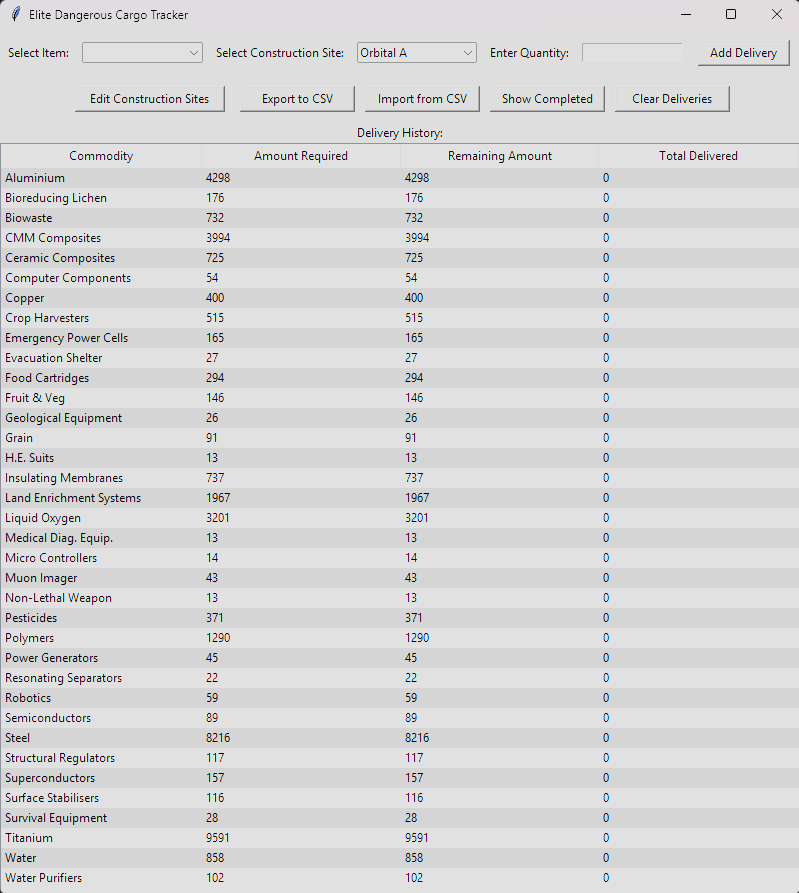 Elite Dangerous Cargo Tracker
Select Item: Select Construction Site: Orbital A Enter Quantity: Add Delivery
Edit Construction Sites Export to CSV Import from CSV Show Completed Clear Deliveries
Delivery History:
Commodity Amount Required Remaining Amount Total Delivered
Aluminium 4298 4298 0
Bioreducing Lichen 176 176 0
Biowaste 732 732 0
CMM Composites 3994 3994 0
Ceramic Composites 725 725 0
Computer Components 54 54 0
Copper 400 400 0
Crop Harvesters 515 515 0
Emergency Power Cells 165 165 0
Evacuation Shelter 27 27 0
Food Cartridges 294 294 0
Fruit & Veg 146 146 0
Geological Equipment 26 26 0
Grain 91 91 0
H.E. Suits 13 13 0
Insulating Membranes 737 737 0
Land Enrichment Systems 1967 1967 0
Liquid Oxygen 3201 3201 0
Medical Diag. Equip. 13 13 0
Micro Controllers 14 14 0
Muon Imager 43 43 0
Non-Lethal Weapon 13 13 0
Pesticides 371 371 0
Polymers 1290 1290 0
Power Generators 45 45 0
Resonating Separators 22 22 0
Robotics 59 59 0
Semiconductors 89 89 0
Steel 8216 8216 0
Structural Regulators 117 117 0
Superconductors 157 157 0
Surface Stabilisers 116 116 0
Survival Equipment 28 28 0
Titanium 9591 9591 0
Water 858 858 0
Water Purifiers 102 102 0